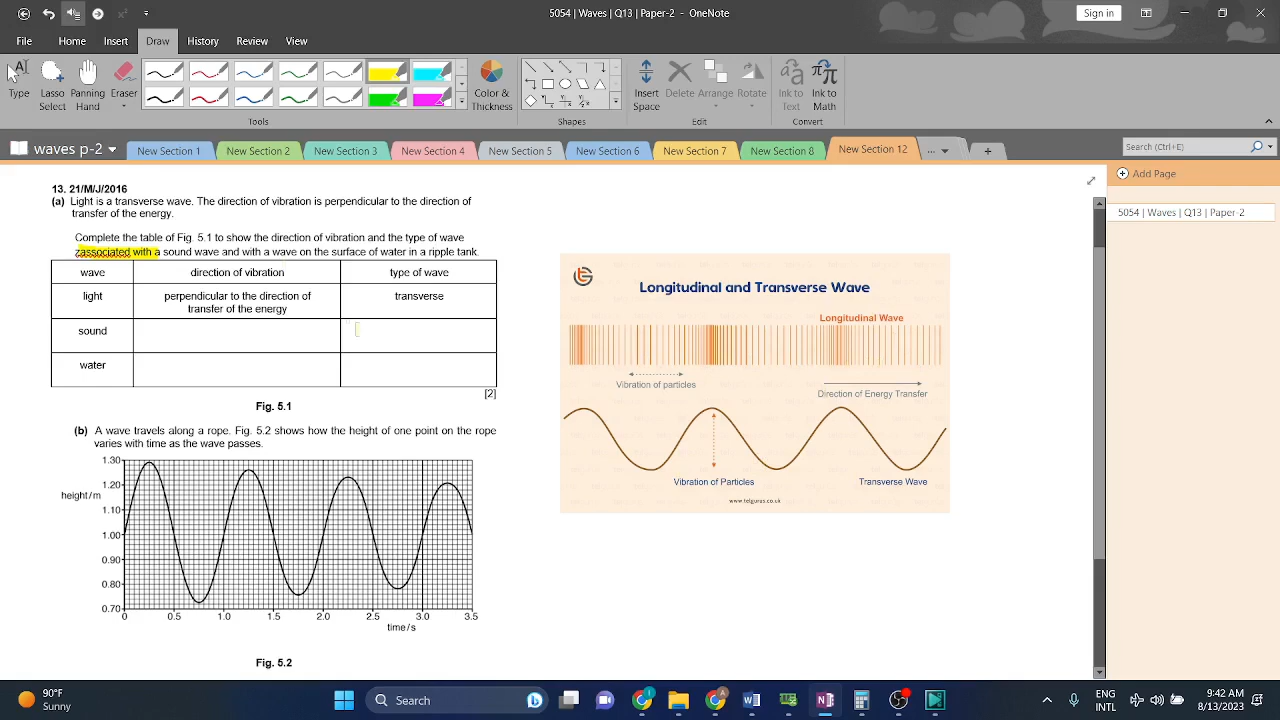 5054 | Waves | Q13 | Paper-2 - OneNote
Sign in
File Home Insert Draw History Review View
Type
Lasso Select
Panning Hand
Eraser
Color & Thickness
Insert Space
Delete Arrange Rotate
Ink to Text
Ink to Math
Tools Shapes Edit Convert
waves p-2 New Section 1 New Section 2 New Section 3 New Section 4 New Section 5 New Section 6 New Section 7 New Section 8 New Section 12 ...
Search (Ctrl+E)
Add Page
5054 | Waves | Q13 | Paper-2
13. 21/M/J/2016
(a) Light is a transverse wave. The direction of vibration is perpendicular to the direction of
transfer of the energy.
Complete the table of Fig. 5.1 to show the direction of vibration and the type of wave
zassociated with a sound wave and with a wave on the surface of water in a ripple tank.
wave direction of vibration type of wave
light perpendicular to the direction of transverse
transfer of the energy
sound
water
[2]
Fig. 5.1
(b) A wave travels along a rope. Fig. 5.2 shows how the height of one point on the rope
varies with time as the wave passes.
1.30
1.20
height/m
1.10
1.00
0.90
0.80
0.70
0 0.5 1.0 1.5 2.0 2.5 3.0 3.5
time/s
Fig. 5.2
Longitudinal and Transverse Wave
Longitudinal Wave
Vibration of particles
Direction of Energy Transfer
Vibration of Particles
Transverse Wave
www.telgurus.co.uk
90°F
Sunny
Search
ENG
INTL
9:42 AM
8/13/2023